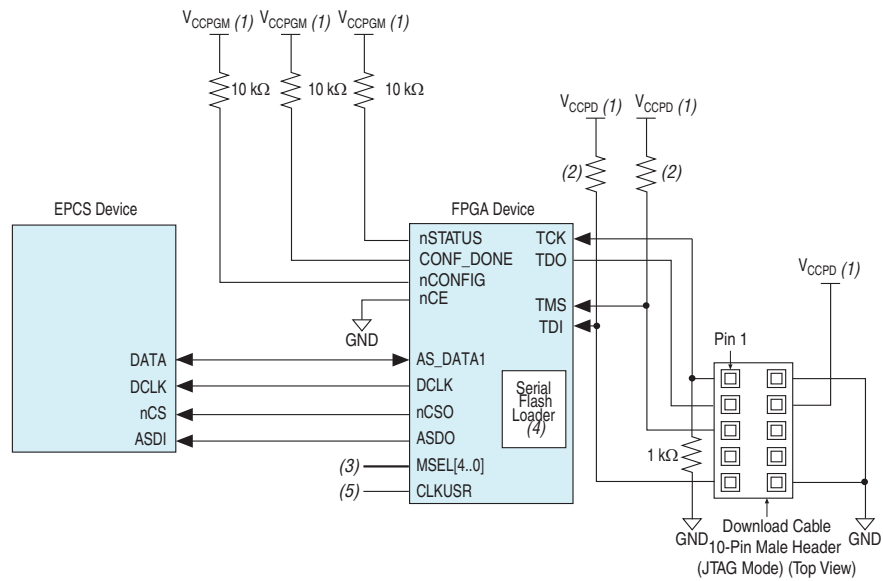 VCCPGM (1) VCCPGM (1) VCCPGM (1)
10 kΩ 10 kΩ 10 kΩ
VCCPD (1) VCCPD (1)
(2) (2)
EPCS Device FPGA Device
nSTATUS TCK
CONF_DONE TDO
nCONFIG
nCE
VCCPD (1)
TMS
GND TDI
Pin 1
DATA AS_DATA1
DCLK DCLK
nCS nCSO
ASDI ASDO
Serial
Flash
Loader
(4)
(3) MSEL[4..0]
1 kΩ
(5) CLKUSR
GND Download Cable GND
10-Pin Male Header
(JTAG Mode) (Top View)